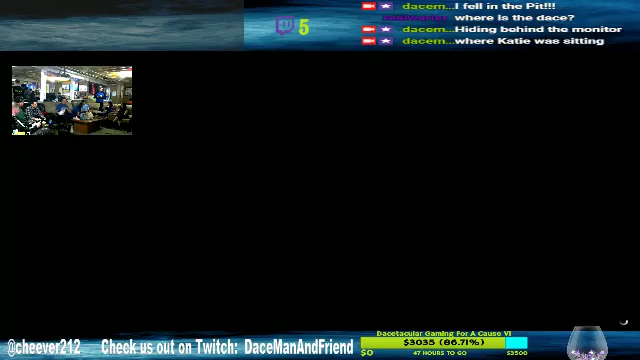 dacem...I fell in the Pit!!!
where is the dace?
5
dacem...Hiding behind the monitor
dacem...where Katie was sitting
Dacetacular Gaming For A Cause VI
$3035 (86.71%)
$0 47 HOURS TO GO $3500
@cheever212 Check us out on Twitch: DaceManAndFriend